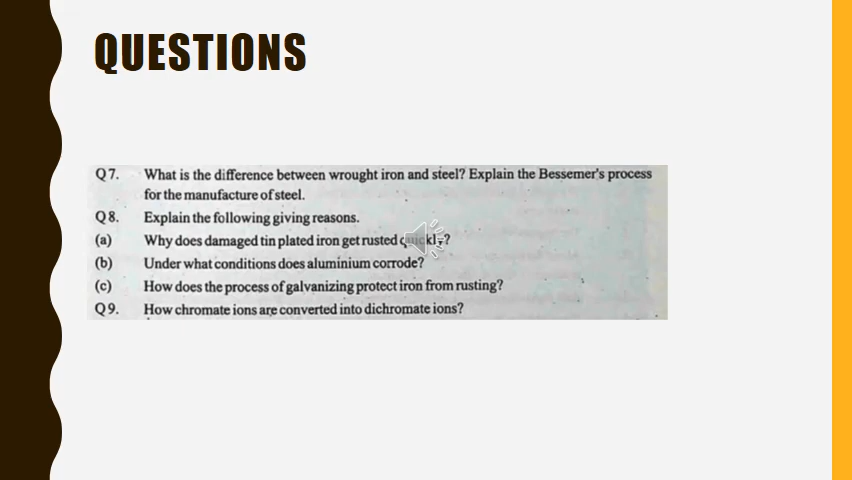 QUESTIONS
Q7. What is the difference between wrought iron and steel? Explain the Bessemer's process
for the manufacture of steel.
Q8. Explain the following giving reasons.
(a) Why does damaged tin plated iron get rusted quickly?
(b) Under what conditions does aluminium corrode?
(c) How does the process of galvanizing protect iron from rusting?
Q9. How chromate ions are converted into dichromate ions?